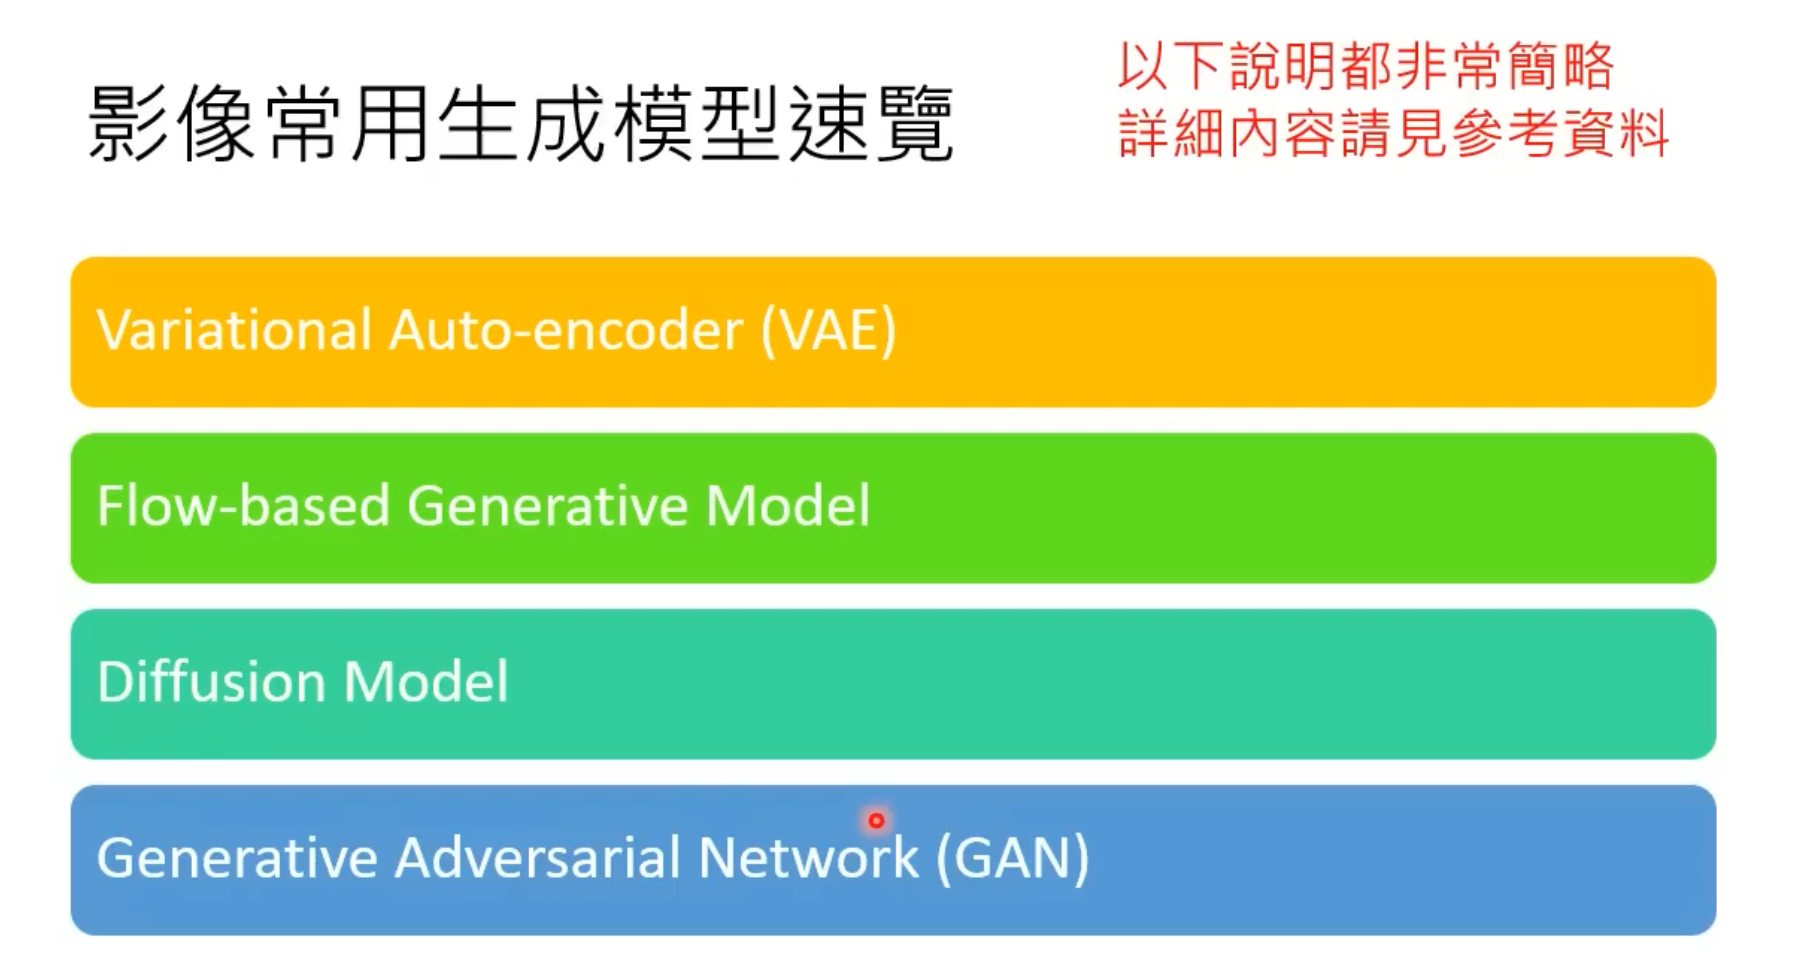 影像常用生成模型速覽
以下說明都非常簡略
詳細內容請見參考資料
Variational Auto-encoder (VAE)
Flow-based Generative Model
Diffusion Model
Generative Adversarial Network (GAN)